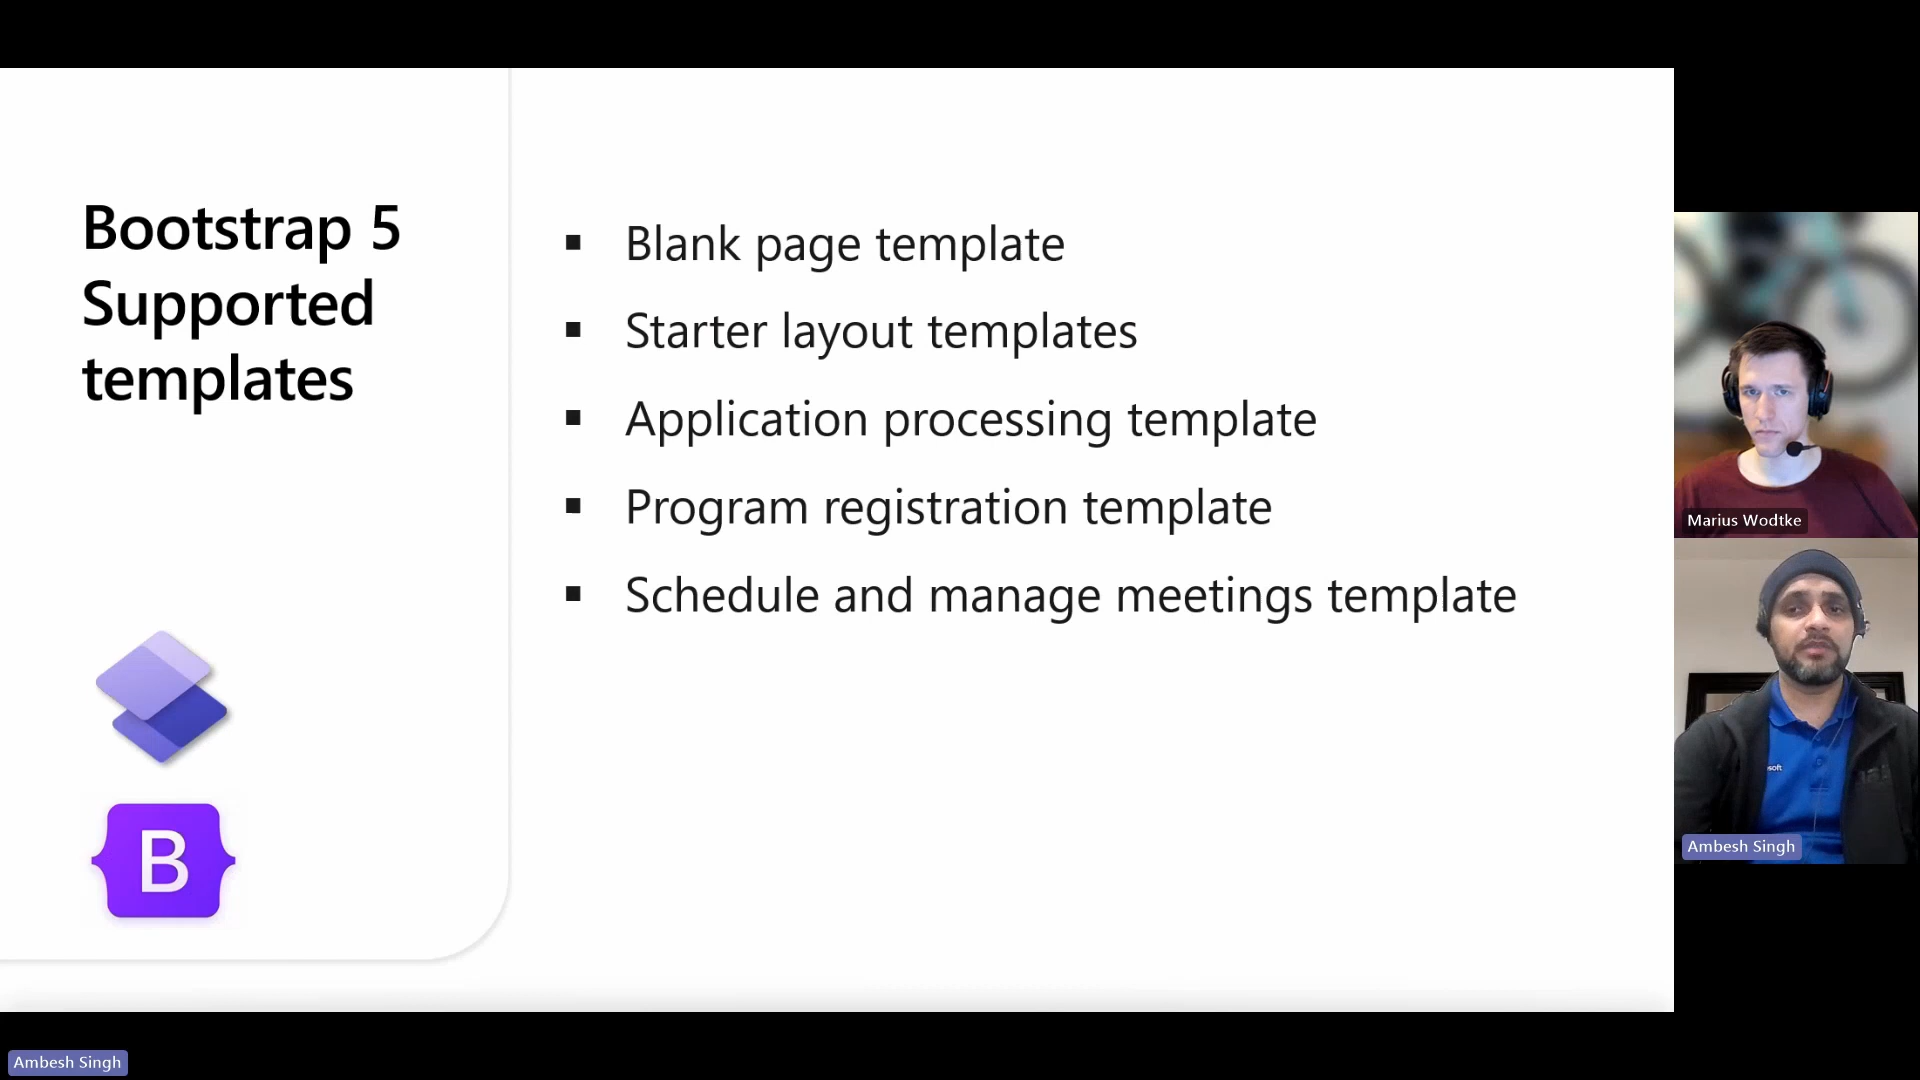 Bootstrap 5
Supported
templates
▪ Blank page template
▪ Starter layout templates
▪ Application processing template
▪ Program registration template
▪ Schedule and manage meetings template
B
Marius Wodtke
soft
Ambesh Singh
Ambesh Singh